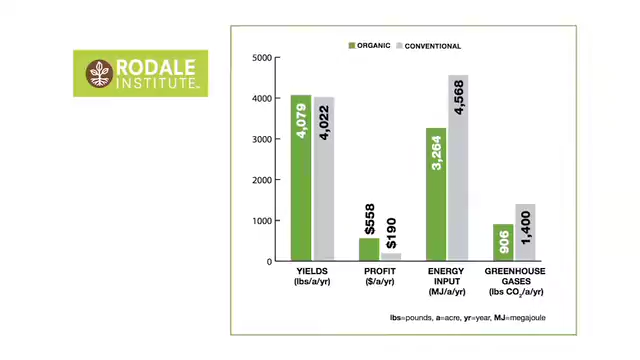 RODALE
INSTITUTE
ORGANIC CONVENTIONAL
5000
4000
3000
2000
1000
0
4,079
4,022
$558
$190
3,264
4,568
906
1,400
YIELDS
(lbs/a/yr)
PROFIT
($/a/yr)
ENERGY
INPUT
(MJ/a/yr)
GREENHOUSE
GASES
(lbs CO₂/a/yr)
lbs=pounds, a=acre, yr=year, MJ=megajoule